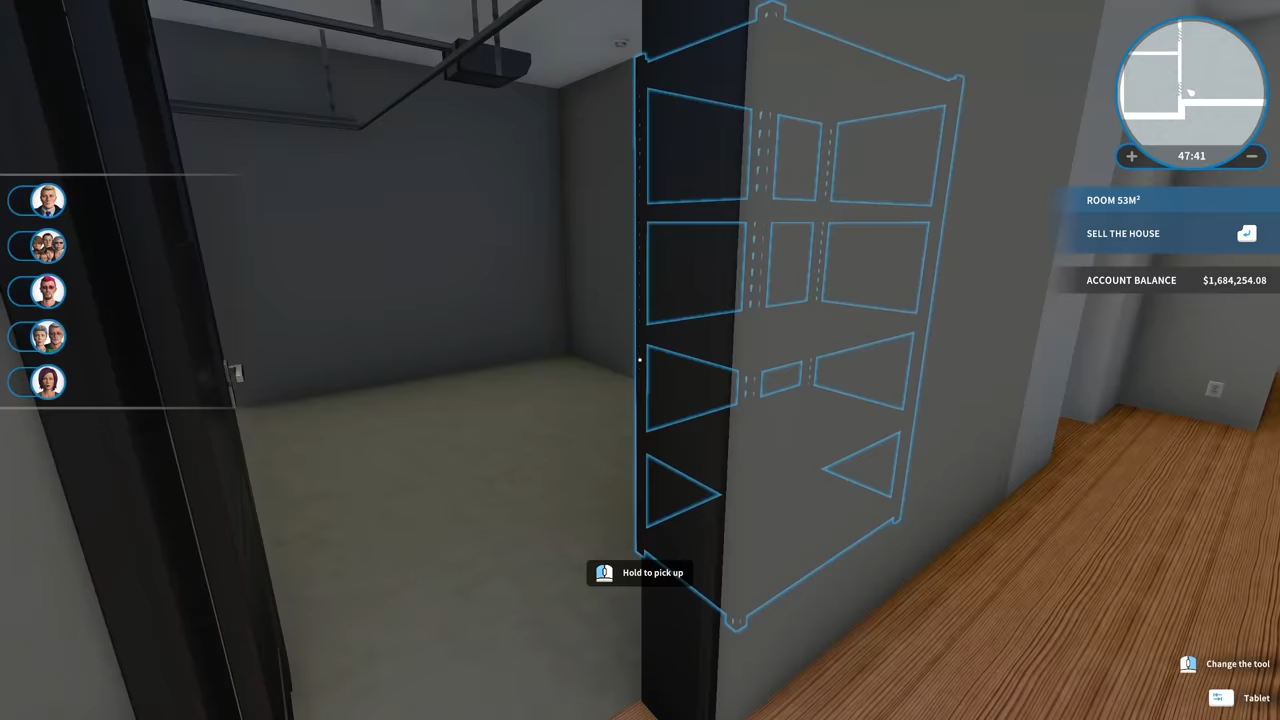 47:41
ROOM 53M²
SELL THE HOUSE
ACCOUNT BALANCE $1,684,254.08
Hold to pick up
Change the tool
Tablet